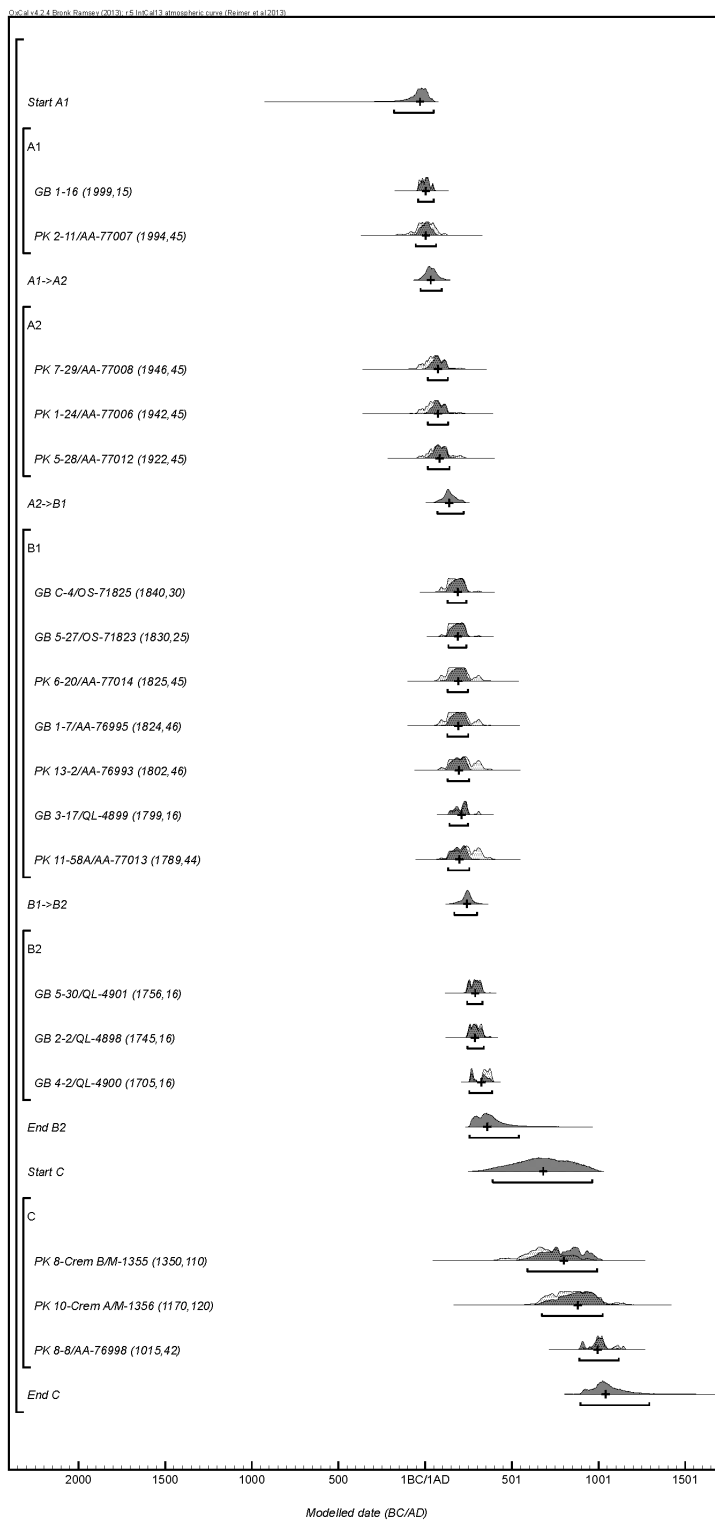 OxCal v4.2.4 Bronk Ramsey (2013); r:5 IntCal13 atmospheric curve (Reimer et al 2013)
Start A1
A1
GB 1-16 (1999,15)
PK 2-11/AA-77007 (1994,45)
A1->A2
A2
PK 7-29/AA-77008 (1946,45)
PK 1-24/AA-77006 (1942,45)
PK 5-28/AA-77012 (1922,45)
A2->B1
B1
GB C-4/OS-71825 (1840,30)
GB 5-27/OS-71823 (1830,25)
PK 6-20/AA-77014 (1825,45)
GB 1-7/AA-76995 (1824,46)
PK 13-2/AA-76993 (1802,46)
GB 3-17/QL-4899 (1799,16)
PK 11-58A/AA-77013 (1789,44)
B1->B2
B2
GB 5-30/QL-4901 (1756,16)
GB 2-2/QL-4898 (1745,16)
GB 4-2/QL-4900 (1705,16)
End B2
Start C
C
PK 8-Crem B/M-1355 (1350,110)
PK 10-Crem A/M-1356 (1170,120)
PK 8-8/AA-76998 (1015,42)
End C
2000 1500 1000 500 1BC/1AD 501 1001 1501
Modelled date (BC/AD)